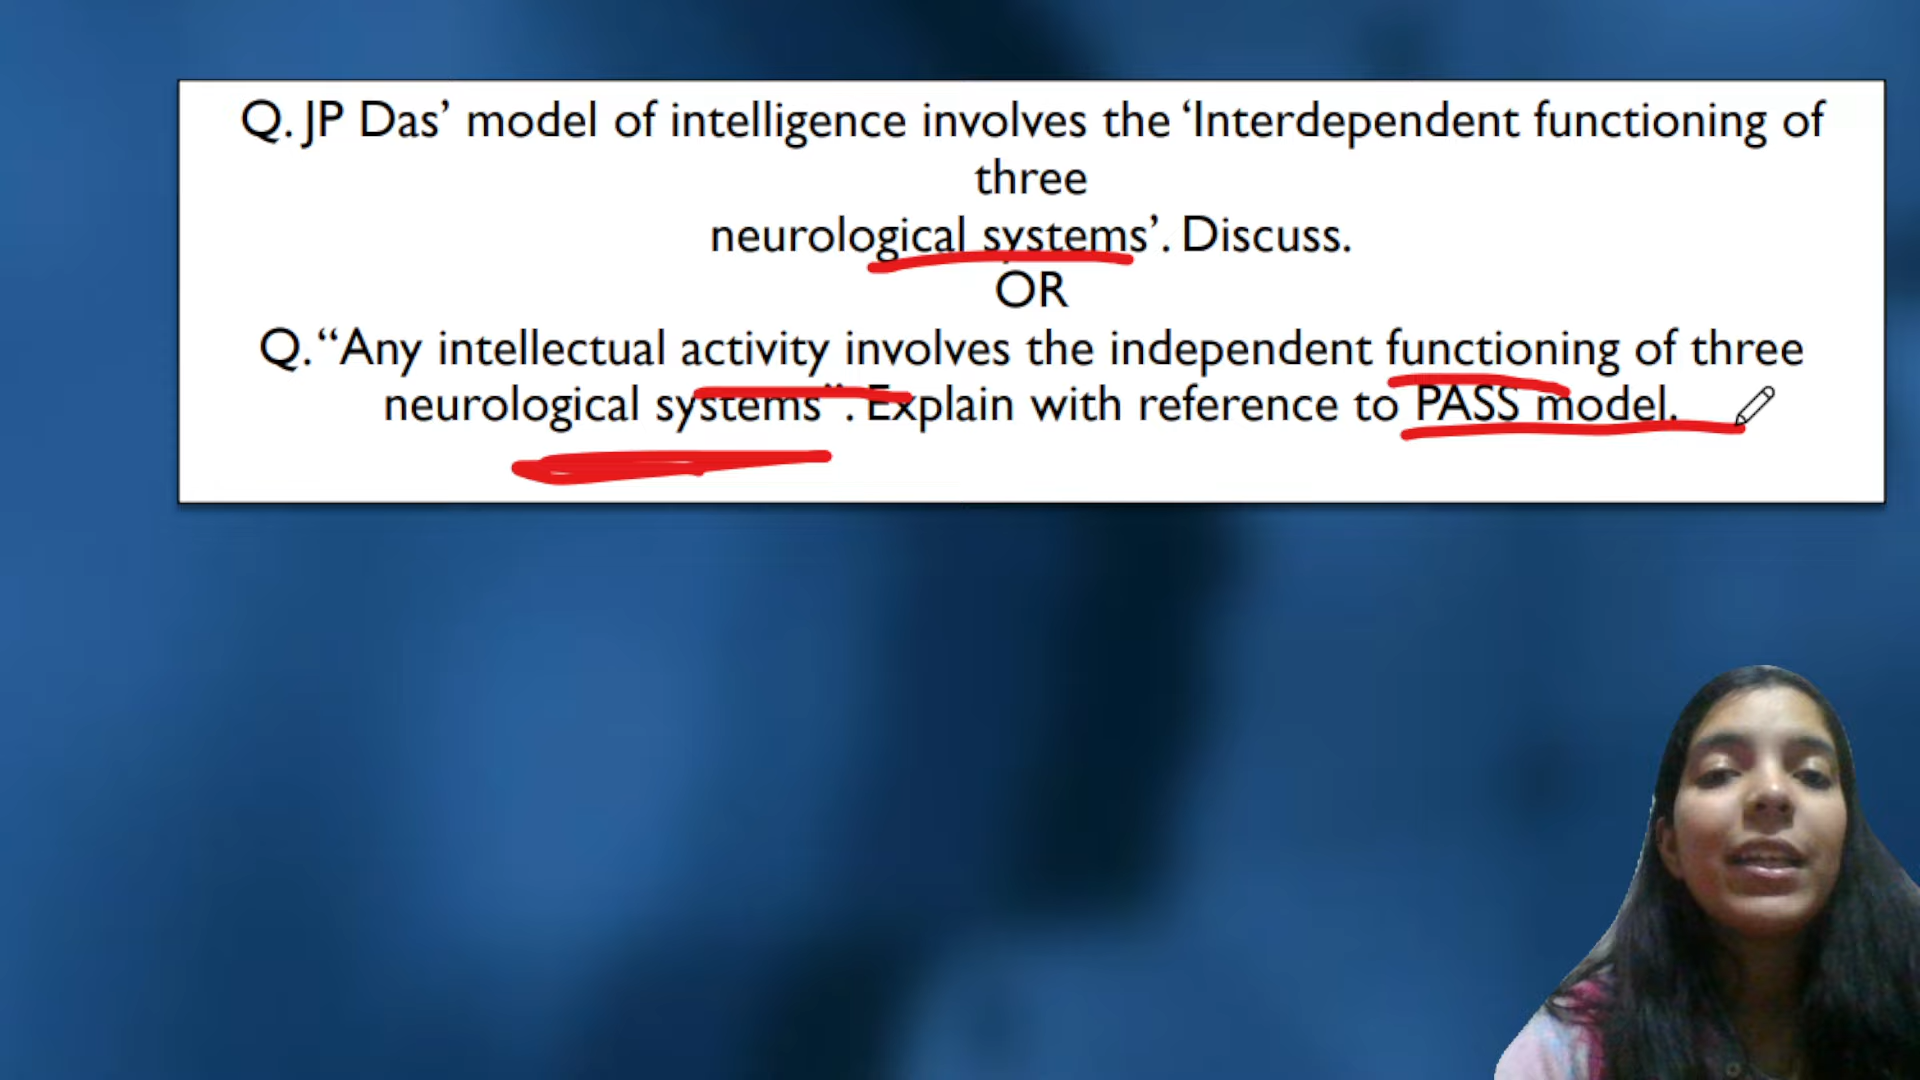 Q. JP Das’ model of intelligence involves the ‘Interdependent functioning of
three
neurological systems’. Discuss.
OR
Q. “Any intellectual activity involves the independent functioning of three
neurological systems”. Explain with reference to PASS model.